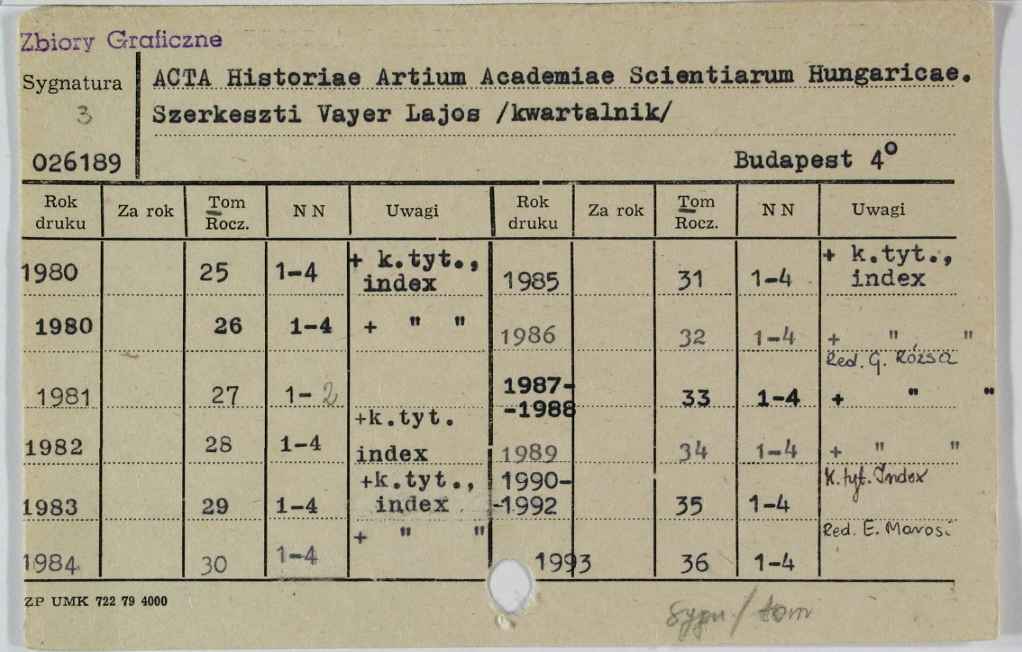 Zbiory Graficzne
Sygnatura
3
026189
ACTA Historiae Artium Academiae Scientiarum Hungaricae.
Szerkeszti Vayer Lajos /kwartalnik/
Budapest 4⁰
Rok druku Za rok Tom Rocz. N N Uwagi Rok druku Za rok Tom Rocz. N N Uwagi
1980 25 1-4 + k.tyt., index
1980 26 1-4 + " "
1981 27 1-2
1982 28 1-4 +k.tyt. index
1983 29 1-4 +k.tyt., index
1984 30 1-4 + " "
1985 31 1-4 + k.tyt., index
1986 32 1-4 + " "
Red. G. Rózsa
1987-
-1988 33 1-4 + " "
1989 34 1-4 + " "
1990-
-1992 35 1-4 K.tyt. Index
1993 36 1-4 Red. E. Marosi
ZP UMK 722 79 4000
Sygn / tom